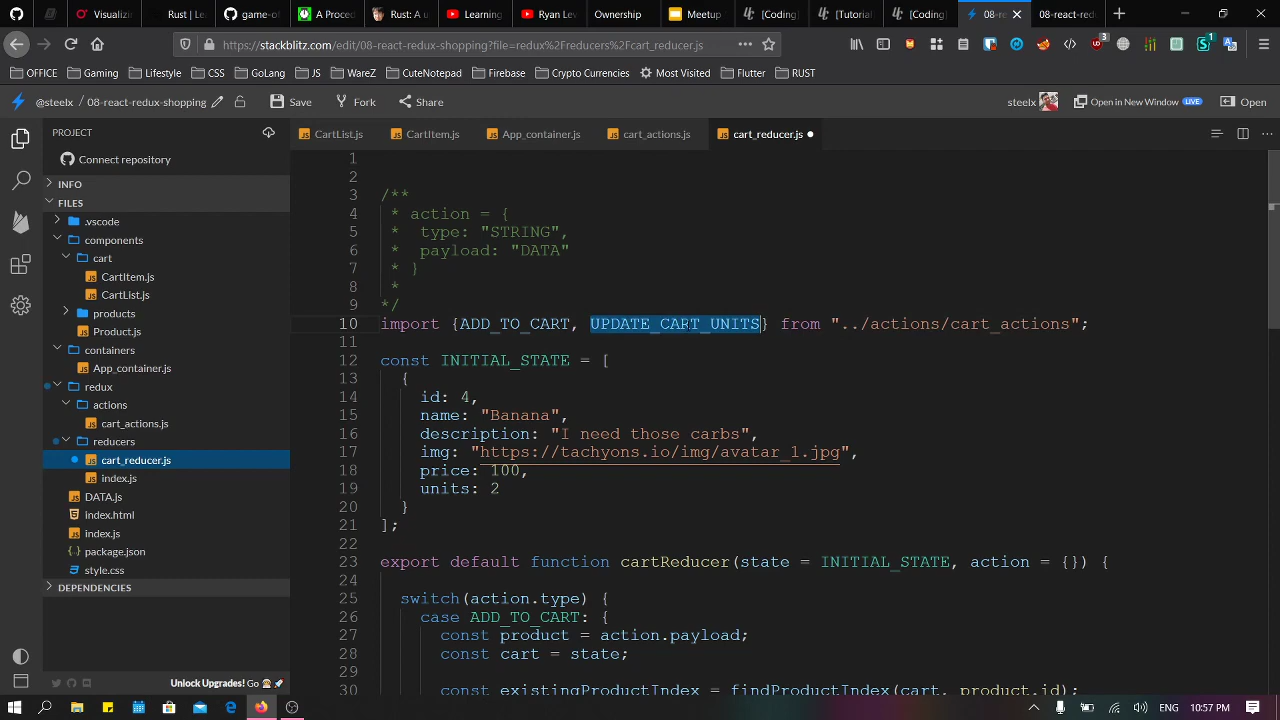 Visualizi
Rust | Le
game-of
A Proced
Rust: A u
Learning
Ryan Lev
Ownership
Meetup
[Coding]
[Tutorial
[Coding]
08-re
08-react-red
https://stackblitz.com/edit/08-react-redux-shopping?file=redux%2Freducers%2Fcart_reducer.js
OFFICE
Gaming
Lifestyle
CSS
GoLang
JS
WareZ
CuteNotepad
Firebase
Crypto Currencies
Most Visited
Flutter
RUST
@steelx / 08-react-redux-shopping
Save
Fork
Share
steelx
Open in New Window LIVE
Open
PROJECT
Connect repository
INFO
FILES
.vscode
components
cart
CartItem.js
CartList.js
products
Product.js
containers
App_container.js
redux
actions
cart_actions.js
reducers
cart_reducer.js
index.js
DATA.js
index.html
index.js
package.json
style.css
DEPENDENCIES
Unlock Upgrades! Go
CartList.js
CartItem.js
App_container.js
cart_actions.js
cart_reducer.js
1
2
3 /**
4 * action = {
5 * type: "STRING",
6 * payload: "DATA"
7 * }
8 *
9 */
10 import {ADD_TO_CART, UPDATE_CART_UNITS} from "../actions/cart_actions";
11
12 const INITIAL_STATE = [
13 {
14 id: 4,
15 name: "Banana",
16 description: "I need those carbs",
17 img: "https://tachyons.io/img/avatar_1.jpg",
18 price: 100,
19 units: 2
20 }
21 ];
22
23 export default function cartReducer(state = INITIAL_STATE, action = {}) {
24
25 switch(action.type) {
26 case ADD_TO_CART: {
27 const product = action.payload;
28 const cart = state;
29
30 const existingProductIndex = findProductIndex(cart, product.id);
ENG
10:57 PM